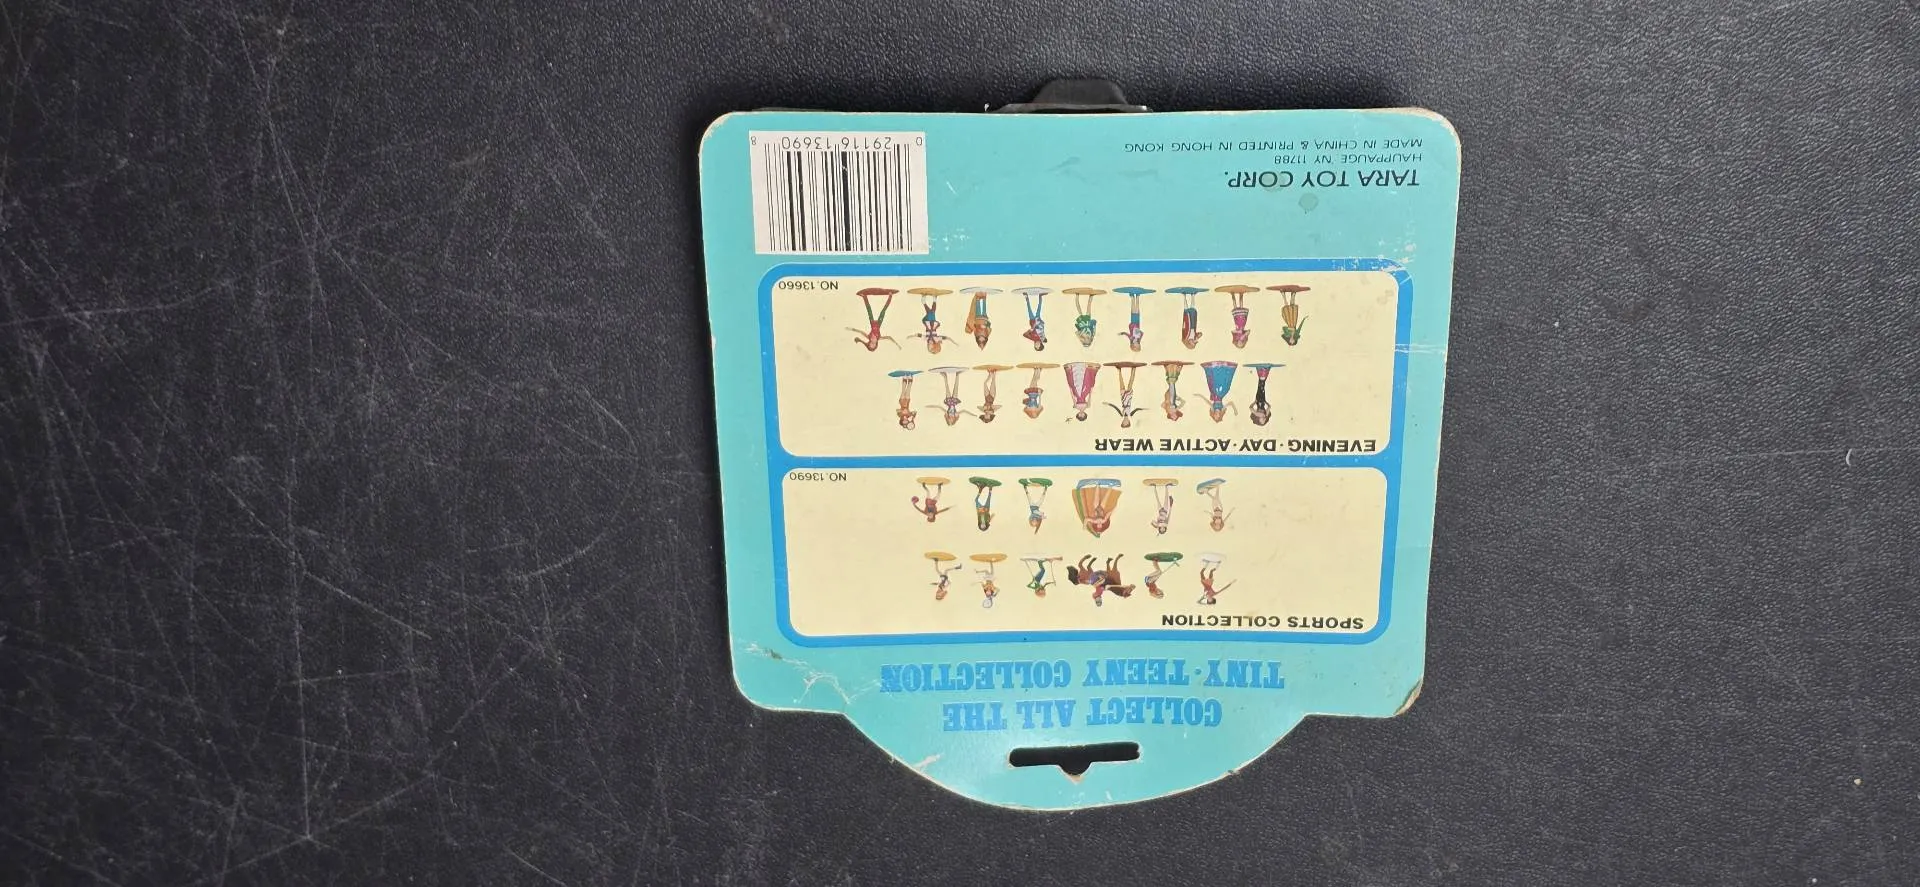 COLLECT ALL THE
TINY·TEENY COLLECTION
SPORTS COLLECTION
NO.13690
EVENING·DAY·ACTIVE WEAR
NO.13660
TARA TOY CORP.
HAUPPAUGE NY 11788
MADE IN CHINA & PRINTED IN HONG KONG
0 29116 13690 8